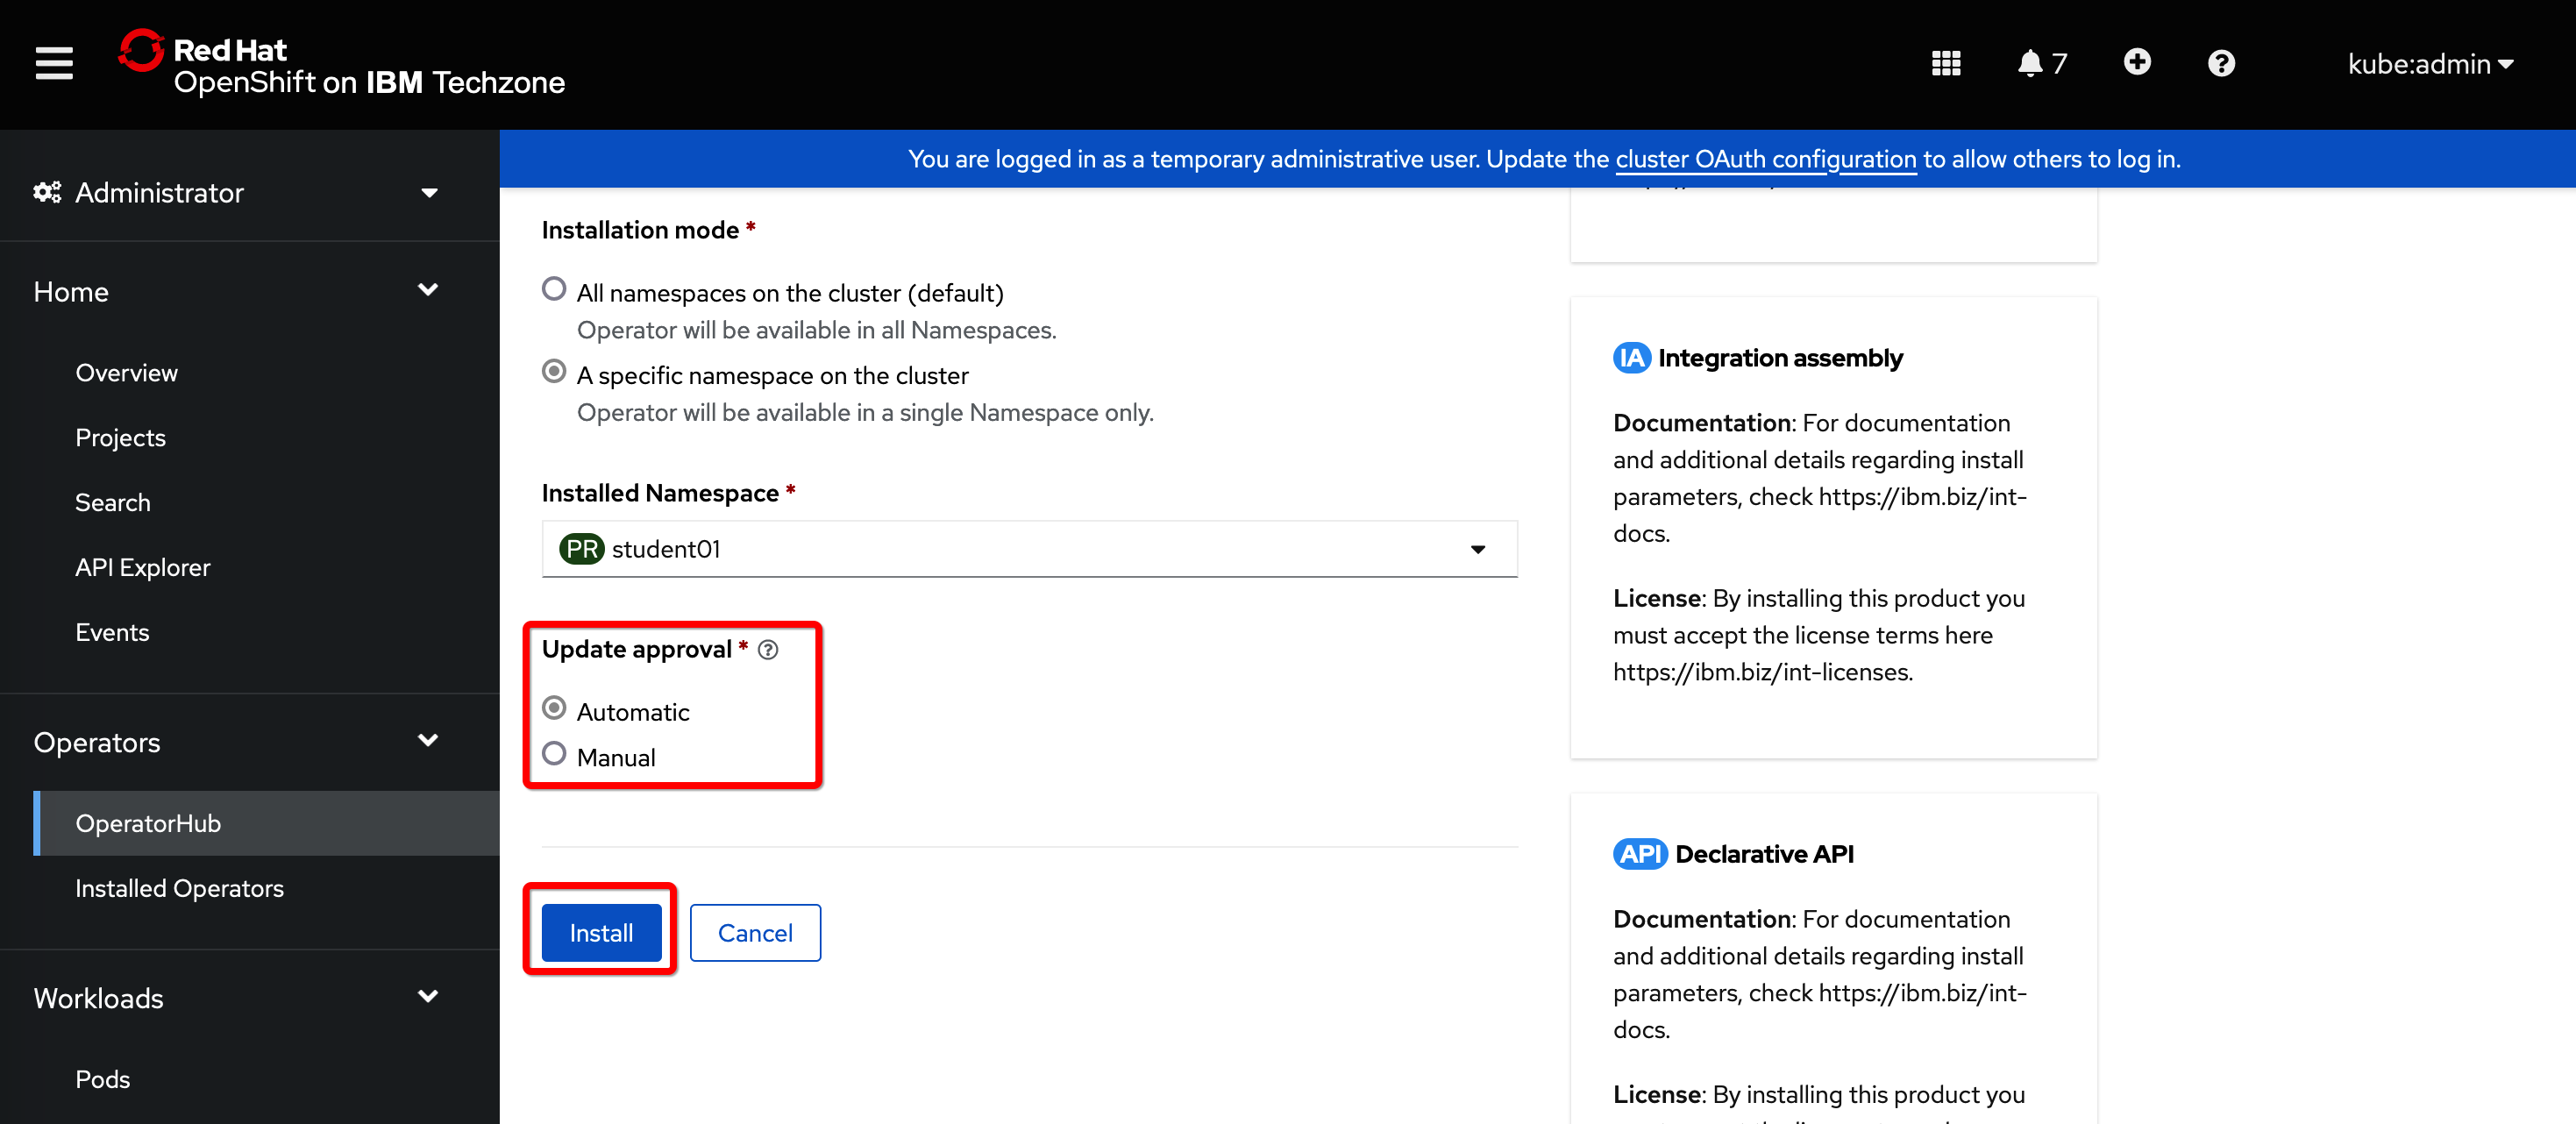 Red Hat
OpenShift on IBM Techzone
7
kube:admin
You are logged in as a temporary administrative user. Update the cluster OAuth configuration to allow others to log in.
Administrator
Home
Overview
Projects
Search
API Explorer
Events
Operators
OperatorHub
Installed Operators
Workloads
Pods
Installation mode *
All namespaces on the cluster (default)
Operator will be available in all Namespaces.
A specific namespace on the cluster
Operator will be available in a single Namespace only.
Installed Namespace *
PR student01
Update approval *
Automatic
Manual
Install
Cancel
IA Integration assembly
Documentation: For documentation
and additional details regarding install
parameters, check https://ibm.biz/int-
docs.
License: By installing this product you
must accept the license terms here
https://ibm.biz/int-licenses.
API Declarative API
Documentation: For documentation
and additional details regarding install
parameters, check https://ibm.biz/int-
docs.
License: By installing this product you